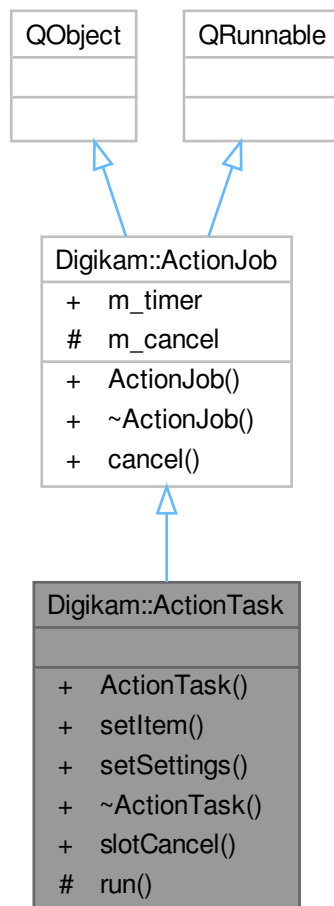 QObject
QRunnable
Digikam::ActionJob
+ m_timer
# m_cancel
+ ActionJob()
+ ~ActionJob()
+ cancel()
Digikam::ActionTask
+ ActionTask()
+ setItem()
+ setSettings()
+ ~ActionTask()
+ slotCancel()
# run()